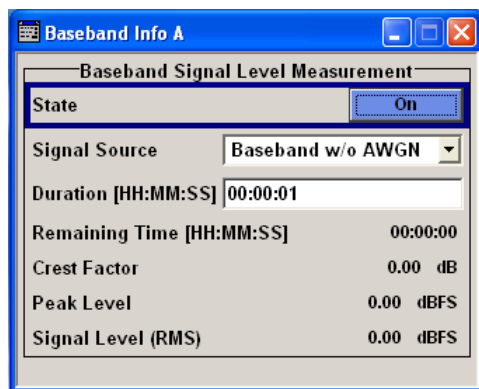 Baseband Info A
Baseband Signal Level Measurement
State On
Signal Source Baseband w/o AWGN
Duration [HH:MM:SS] 00:00:01
Remaining Time [HH:MM:SS] 00:00:00
Crest Factor 0.00 dB
Peak Level 0.00 dBFS
Signal Level (RMS) 0.00 dBFS